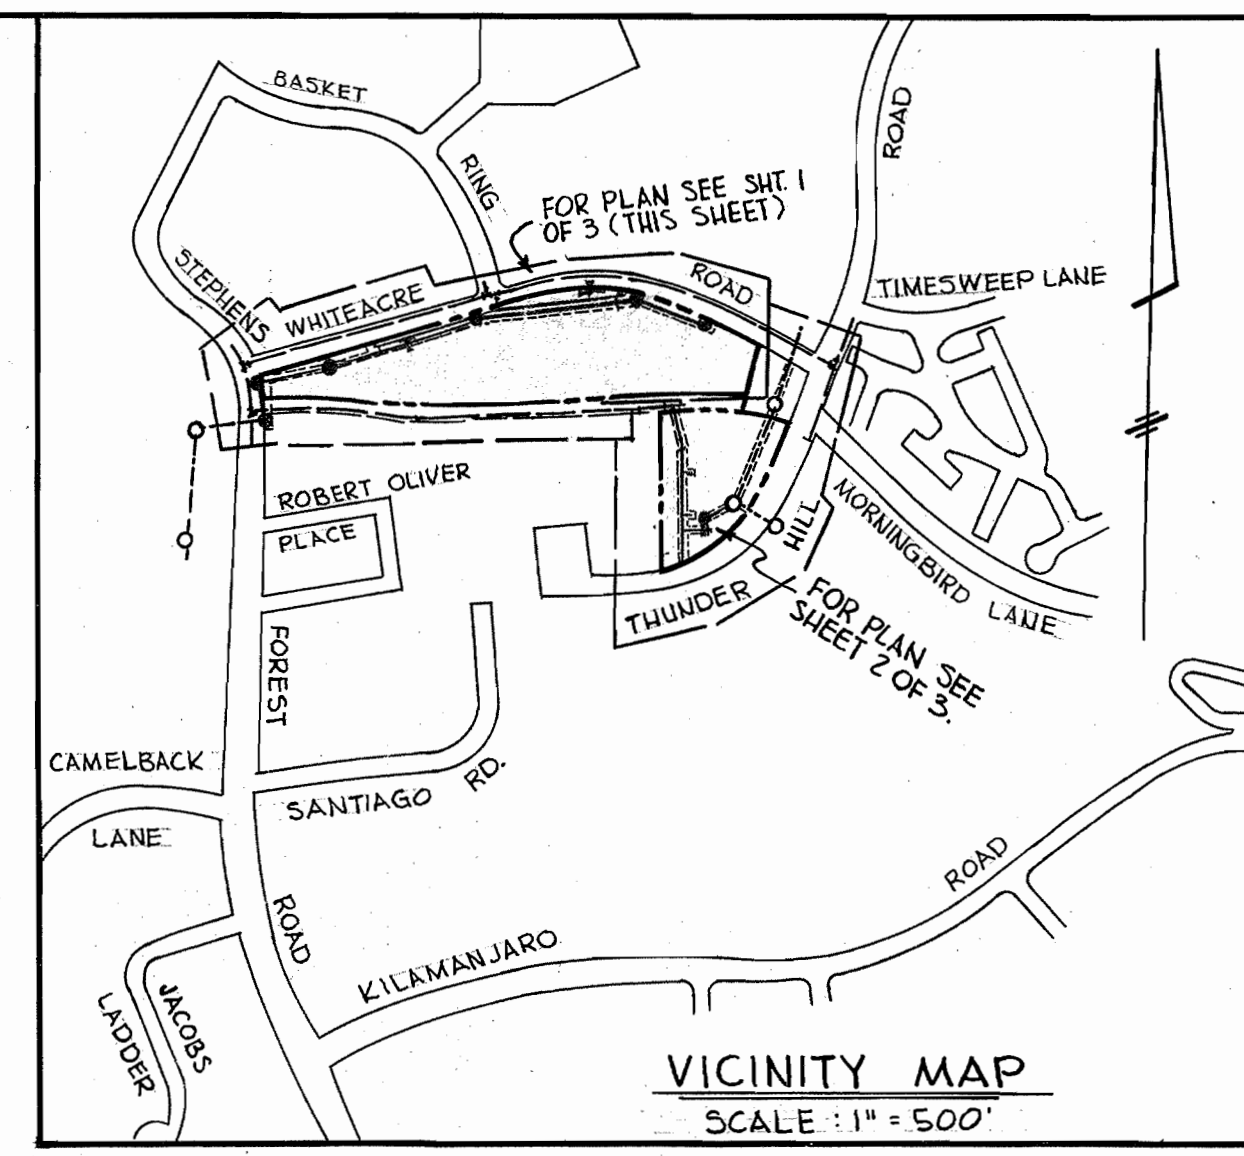 BASKET
RING
ROAD
FOR PLAN SEE SHT. 1
OF 3 (THIS SHEET)
STEPHENS
WHITEACRE
ROAD
TIMESWEEP LANE
ROBERT OLIVER
PLACE
HILL
MORNINGBIRD LANE
THUNDER
FOR PLAN SEE
SHEET 2 OF 3.
FOREST
CAMELBACK
LANE
SANTIAGO RD.
ROAD
ROAD
KILAMANJARO
JACOBS
LADDER
VICINITY MAP
SCALE : 1" = 500'